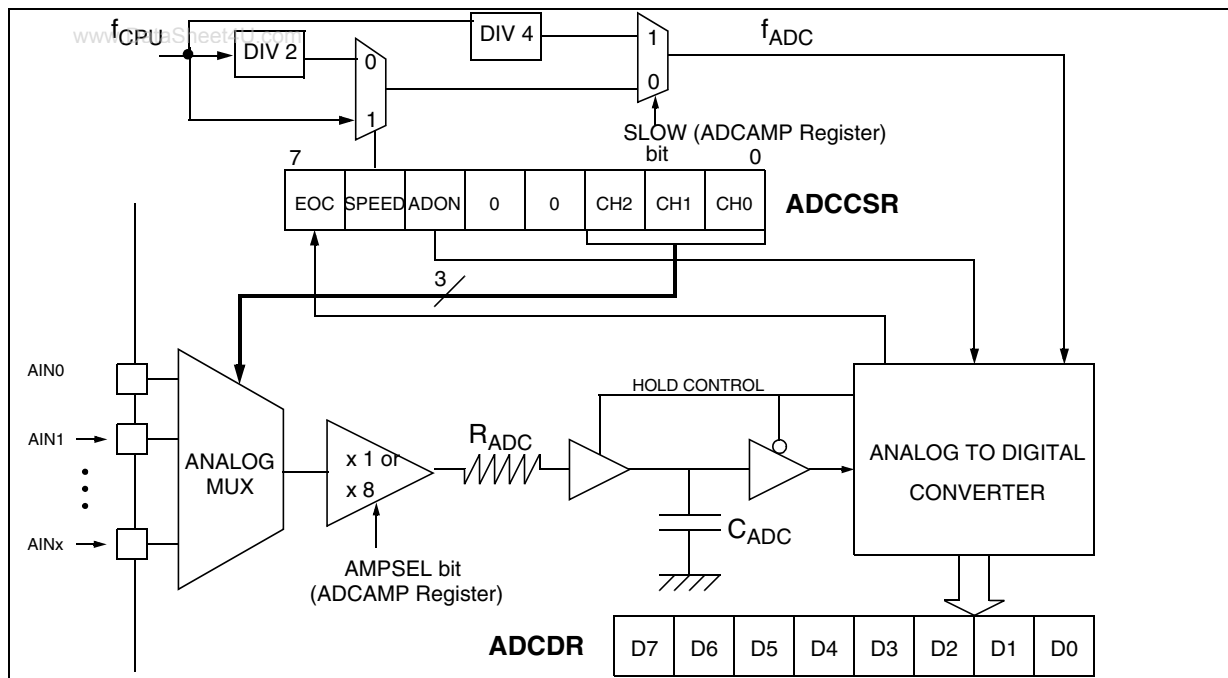 fCPU
www.DataSheet4U.com
DIV 2
DIV 4
fADC
0
1
1
0
SLOW (ADCAMP Register)
bit
7
0
EOC SPEED ADON 0 0 CH2 CH1 CH0
ADCCSR
3
AIN0
AIN1
AINx
ANALOG
MUX
x 1 or
x 8
RADC
HOLD CONTROL
CADC
ANALOG TO DIGITAL
CONVERTER
AMPSEL bit
(ADCAMP Register)
ADCDR
D7 D6 D5 D4 D3 D2 D1 D0